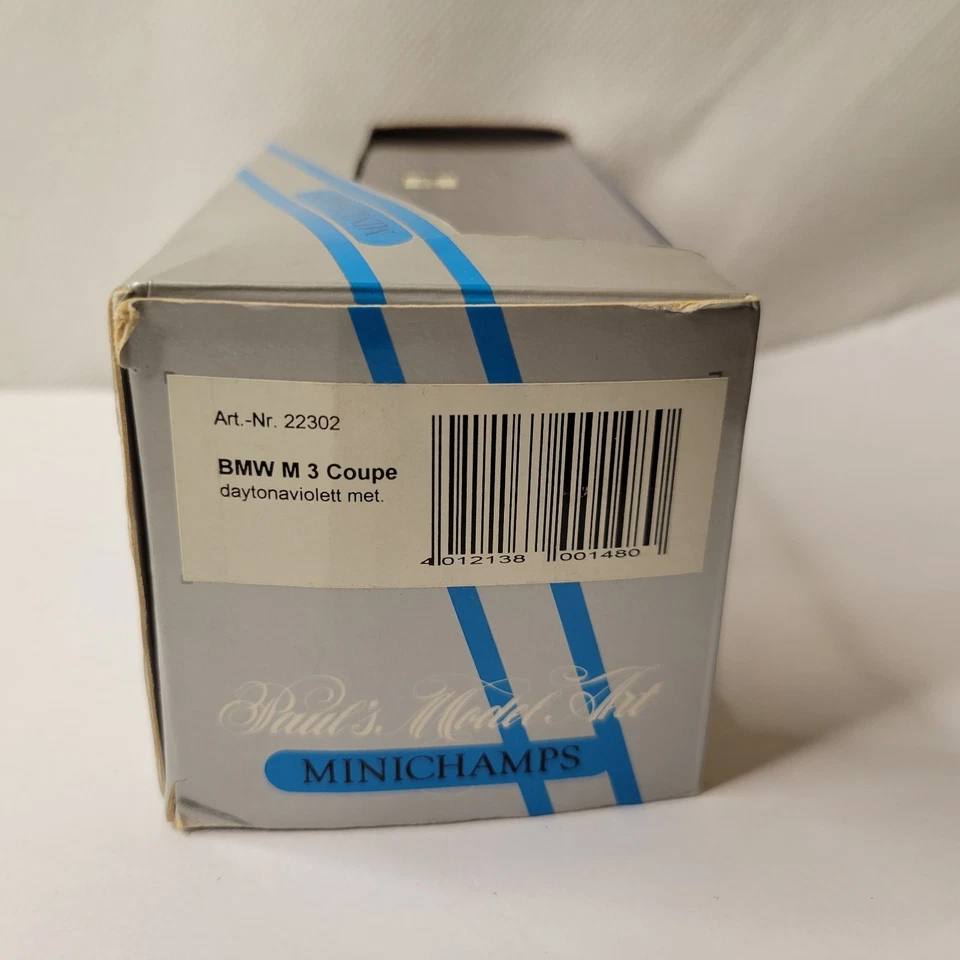 Art.-Nr. 22302
BMW M 3 Coupe
daytonaviolett met.
4 012138 001480
Paul's Model Art
MINICHAMPS